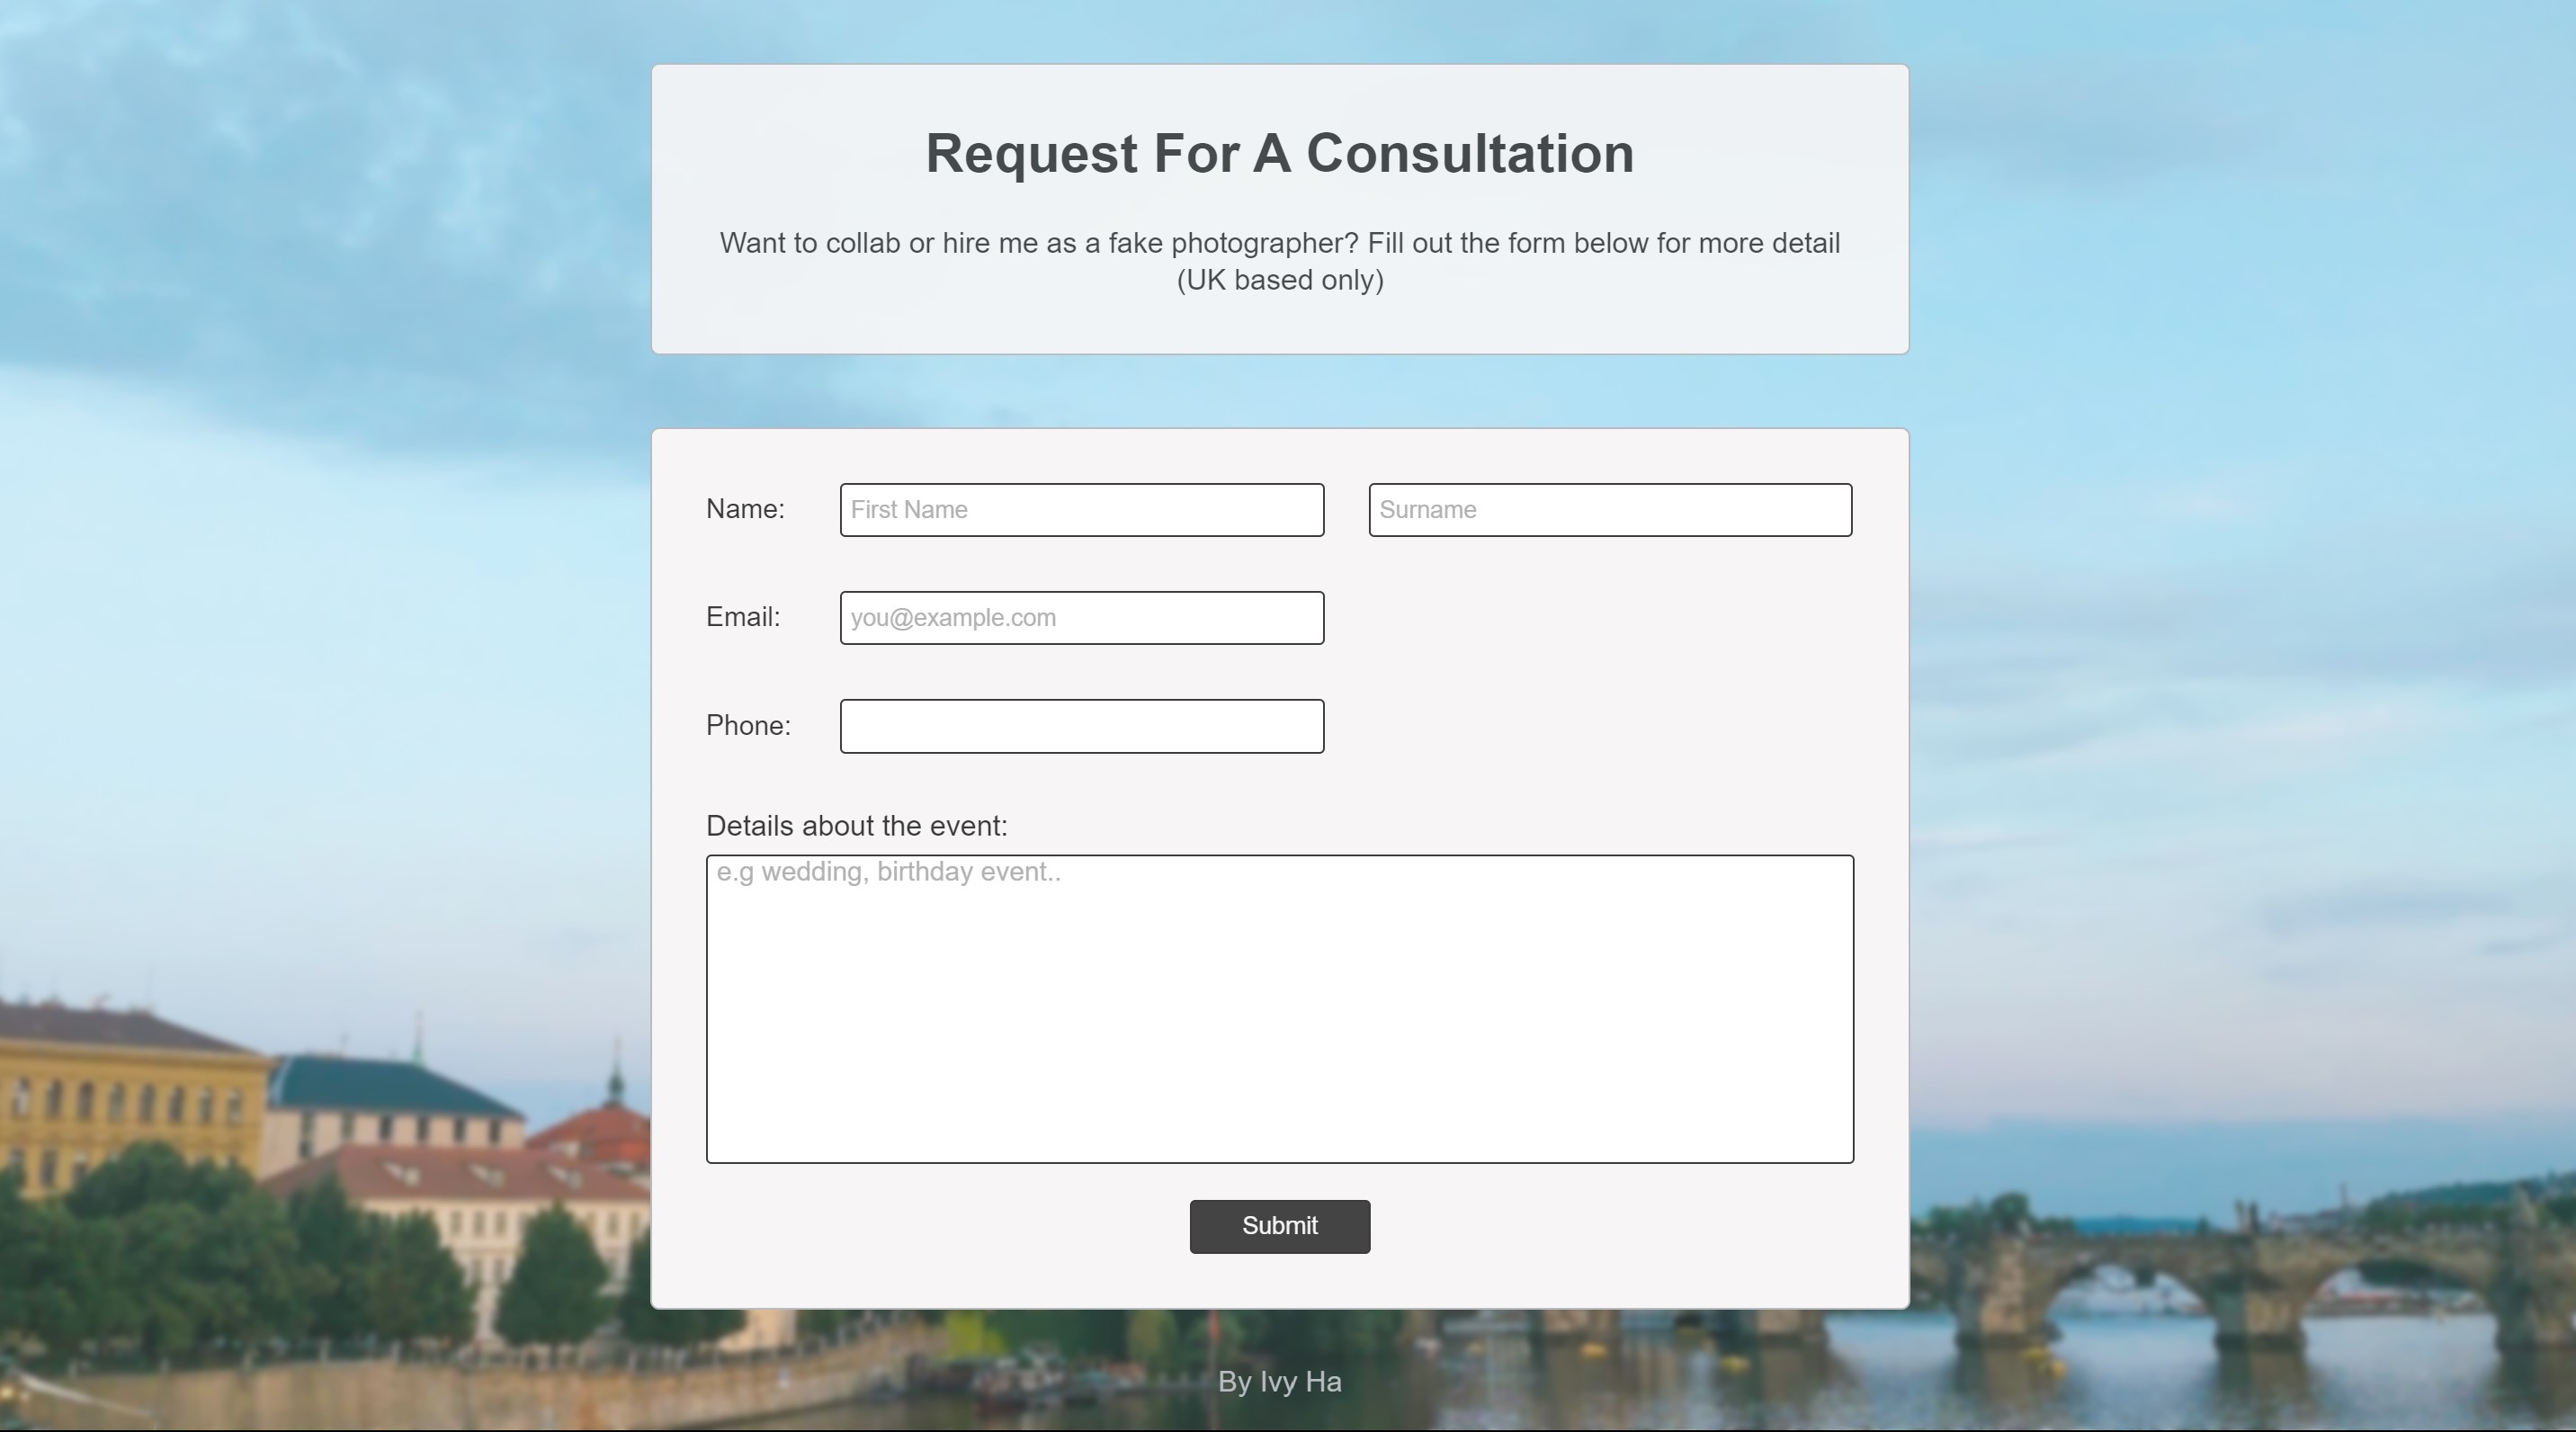 Request For A Consultation
Want to collab or hire me as a fake photographer? Fill out the form below for more detail
(UK based only)
Name: First Name Surname
Email: you@example.com
Phone:
Details about the event:
e.g wedding, birthday event..
Submit
By Ivy Ha